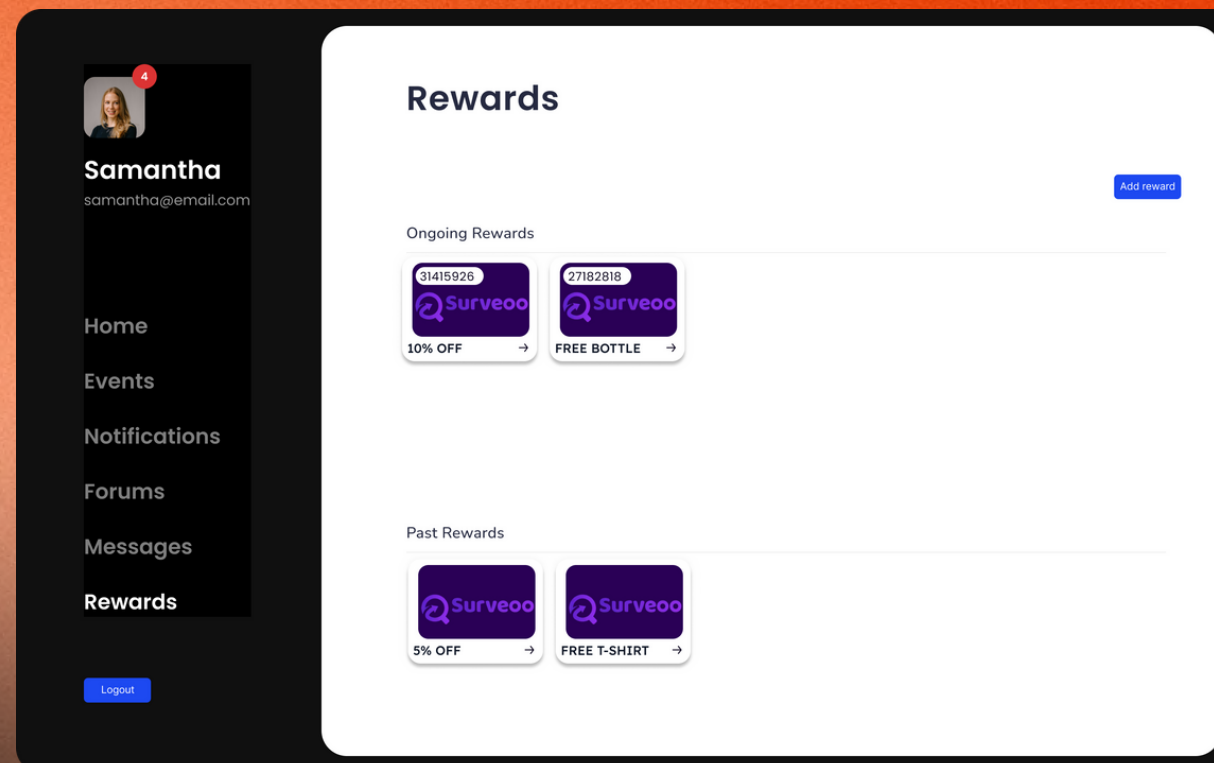 4
Samantha
samantha@email.com
Home
Events
Notifications
Forums
Messages
Rewards
Logout
Rewards
Add reward
Ongoing Rewards
31415926
Surveoo
10% OFF →
27182818
Surveoo
FREE BOTTLE →
Past Rewards
Surveoo
5% OFF →
Surveoo
FREE T-SHIRT →